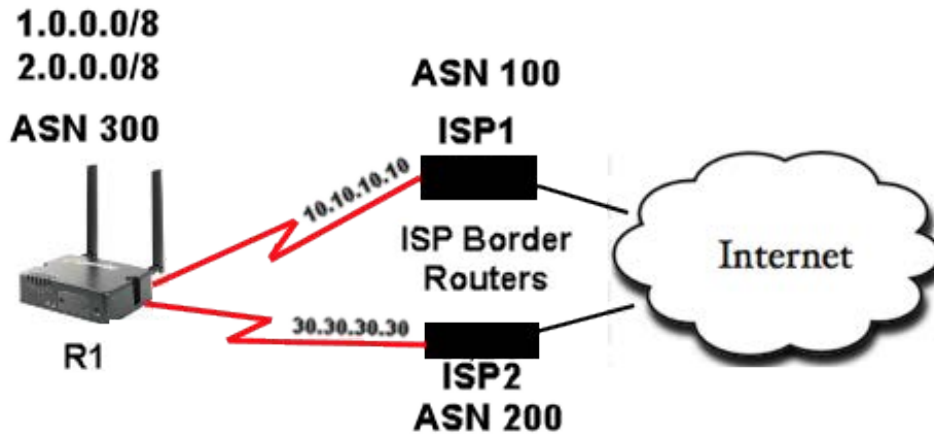 1.0.0.0/8
2.0.0.0/8
ASN 300
R1
10.10.10.10
30.30.30.30
ASN 100
ISP1
ISP Border
Routers
ISP2
ASN 200
Internet